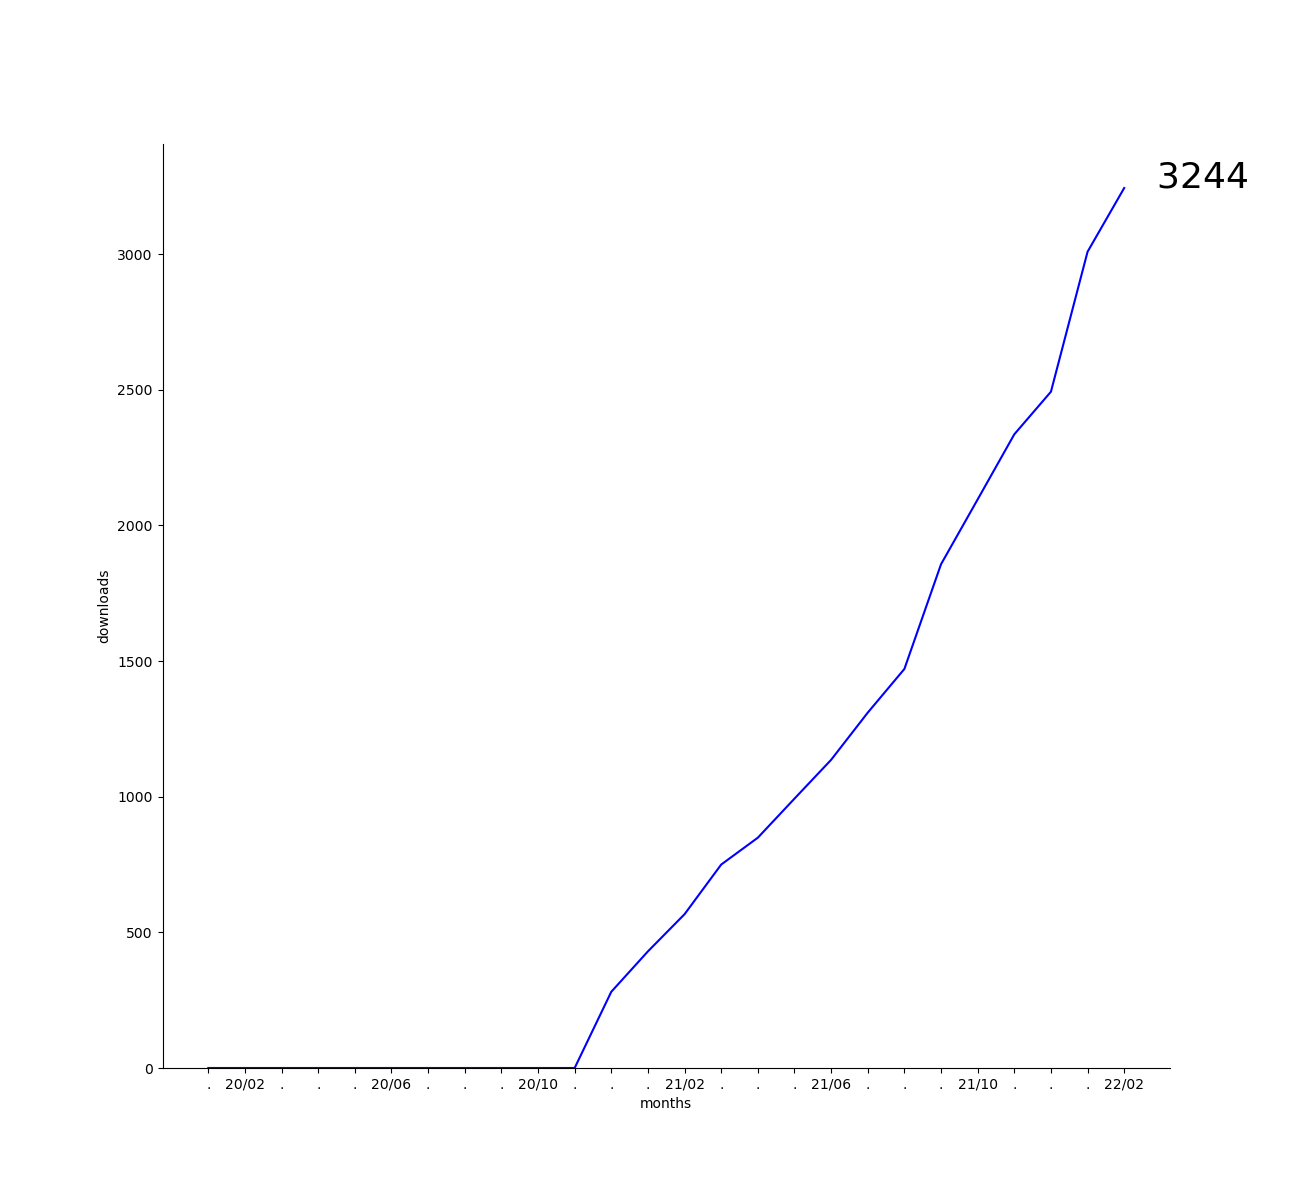 3244
3000
2500
2000
1500
1000
500
0
downloads
. 20/02 . . . 20/06 . . . 20/10 . . . 21/02 . . . 21/06 . . . 21/10 . . . 22/02
months